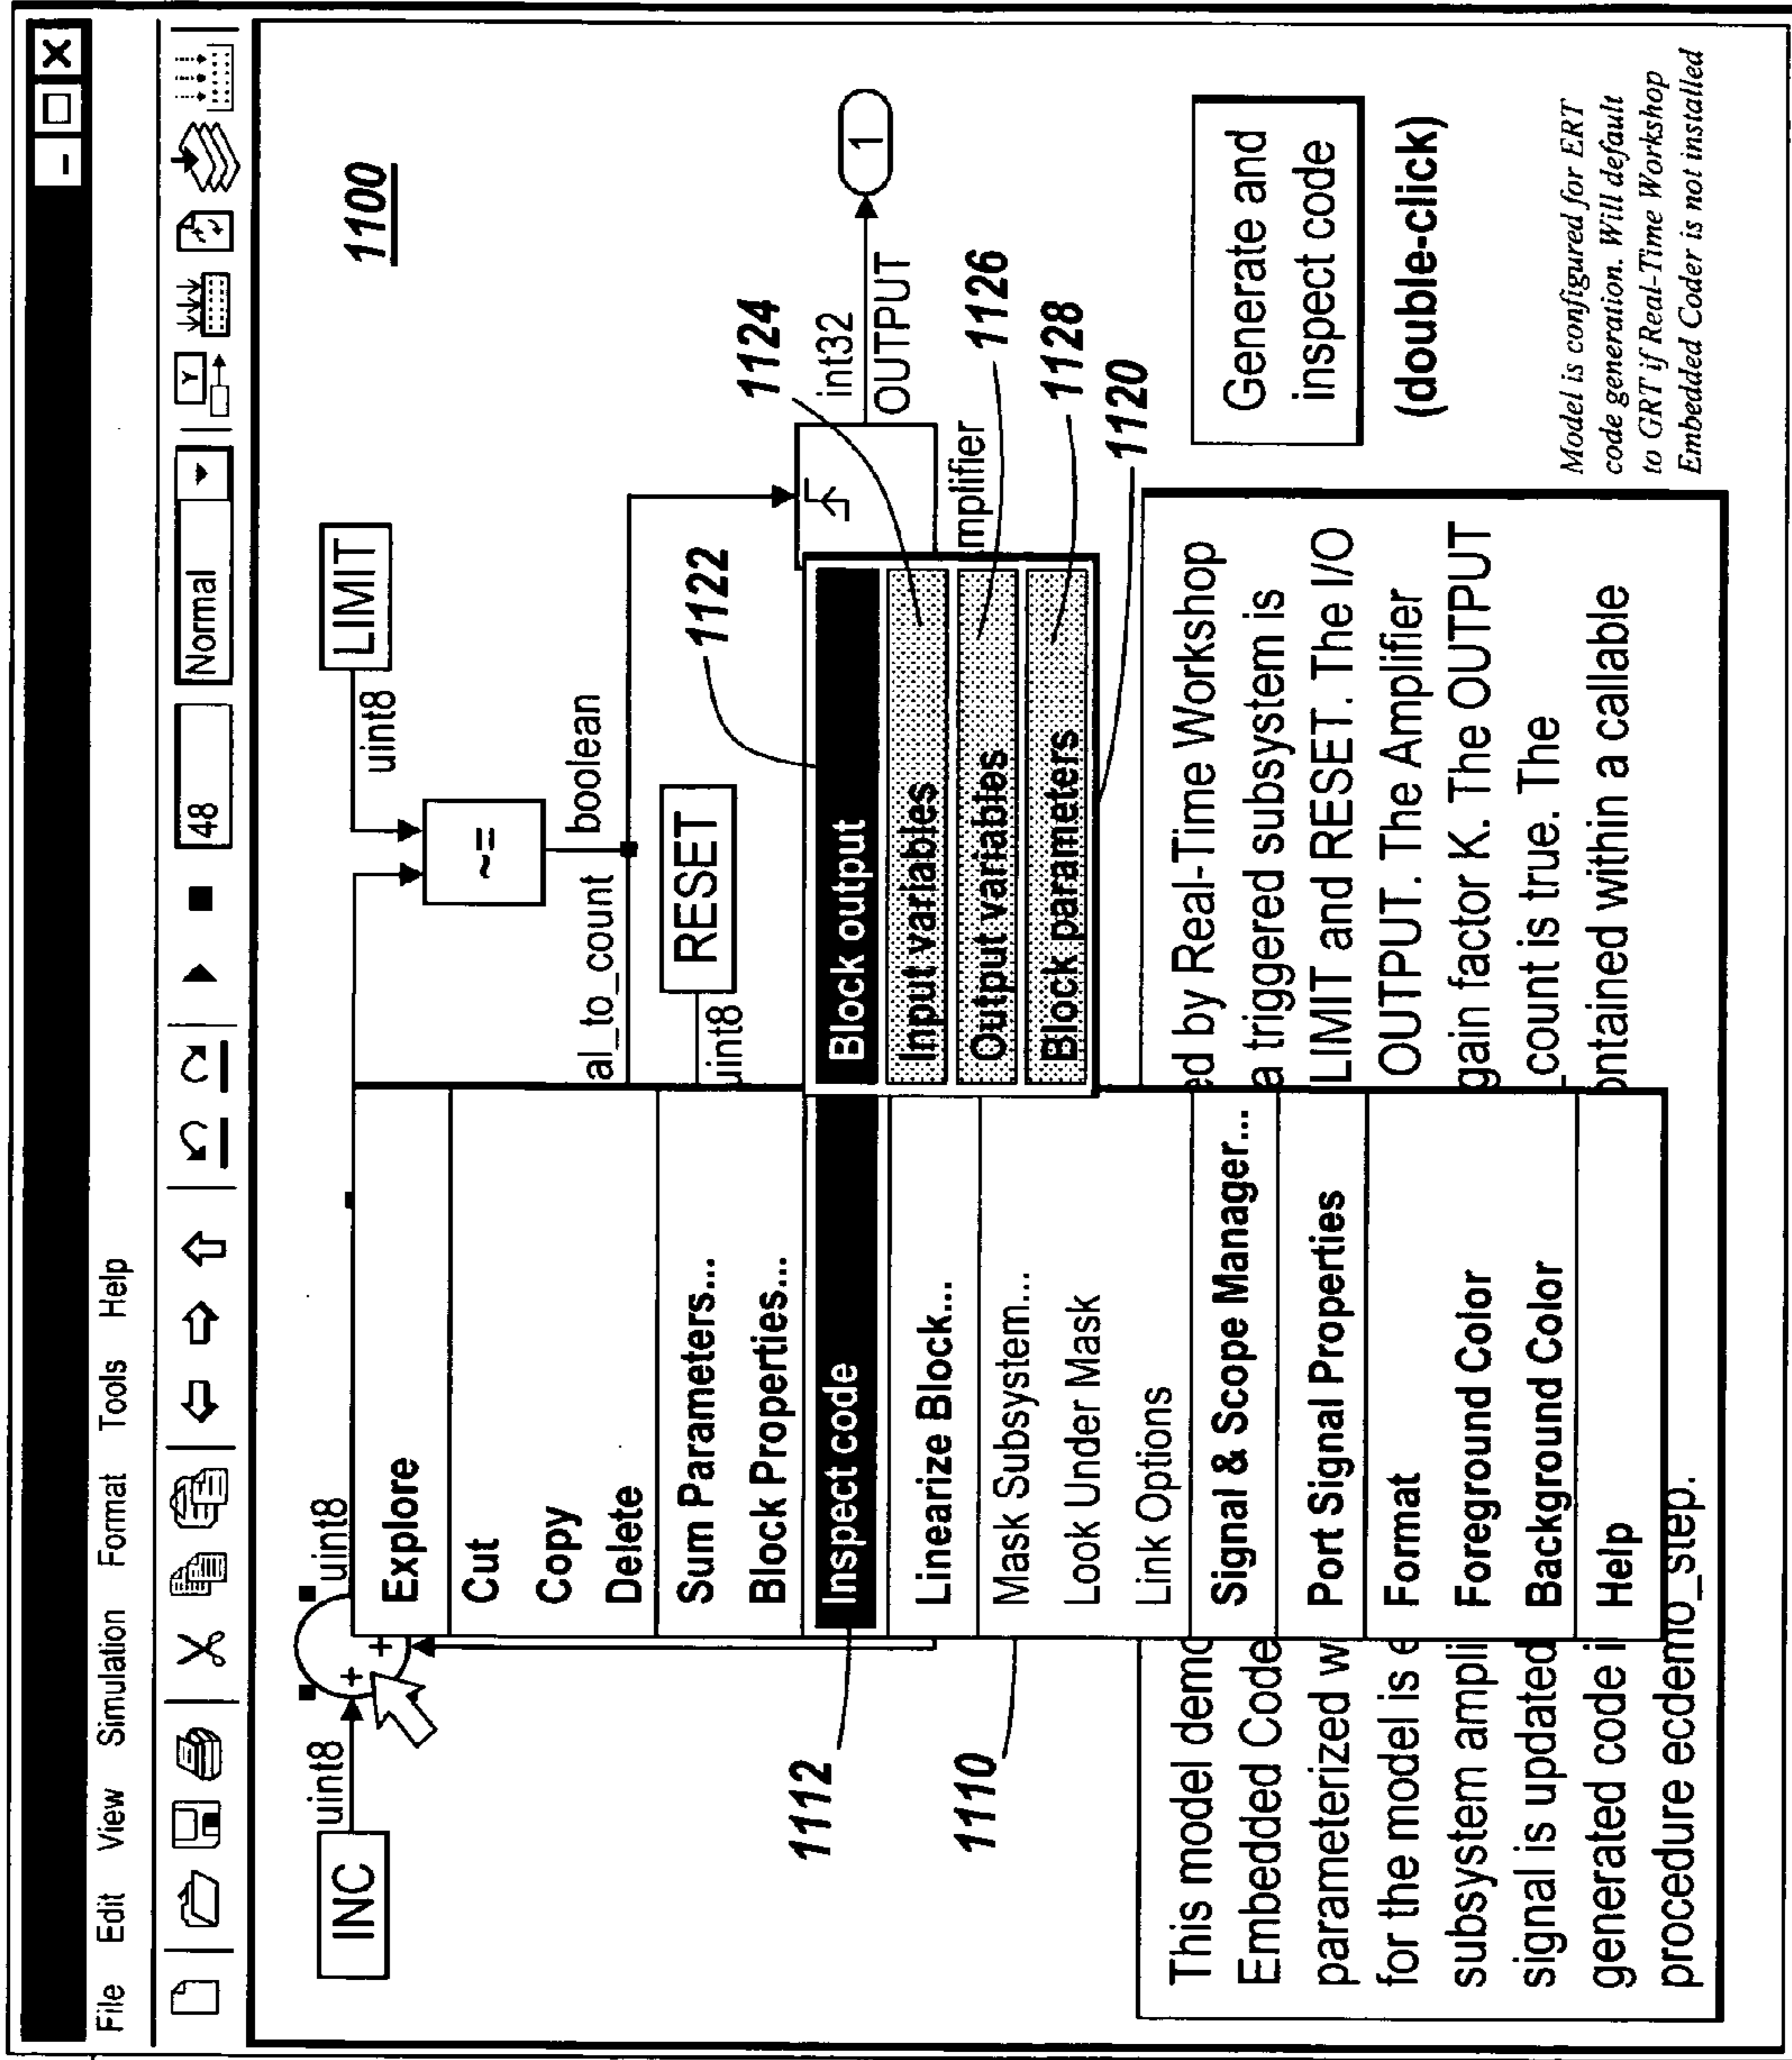 File Edit View Simulation Format Tools Help
48
Normal
Y
1100
INC
uint8
+
+
uint8
LIMIT
uint8
~=
boolean
al_to_count
RESET
uint8
int32
OUTPUT
1
mplifier
Explore
Cut
Copy
Delete
Sum Parameters...
Block Properties...
Inspect code
Linearize Block...
Mask Subsystem...
Look Under Mask
Link Options
Signal & Scope Manager...
Port Signal Properties
Format
Foreground Color
Background Color
Help
Block output
Input variables
Output variables
Block parameters
1112
1110
1122
1124
1126
1128
1120
This model demo ed by Real-Time Workshop
Embedded Code a triggered subsystem is
parameterized w LIMIT and RESET. The I/O
for the model is e OUTPUT. The Amplifier
subsystem ampli gain factor K. The OUTPUT
signal is updated count is true. The
generated code i ontained within a callable
procedure ecdemo_step.
Generate and
inspect code
(double-click)
Model is configured for ERT
code generation. Will default
to GRT if Real-Time Workshop
Embedded Coder is not installed